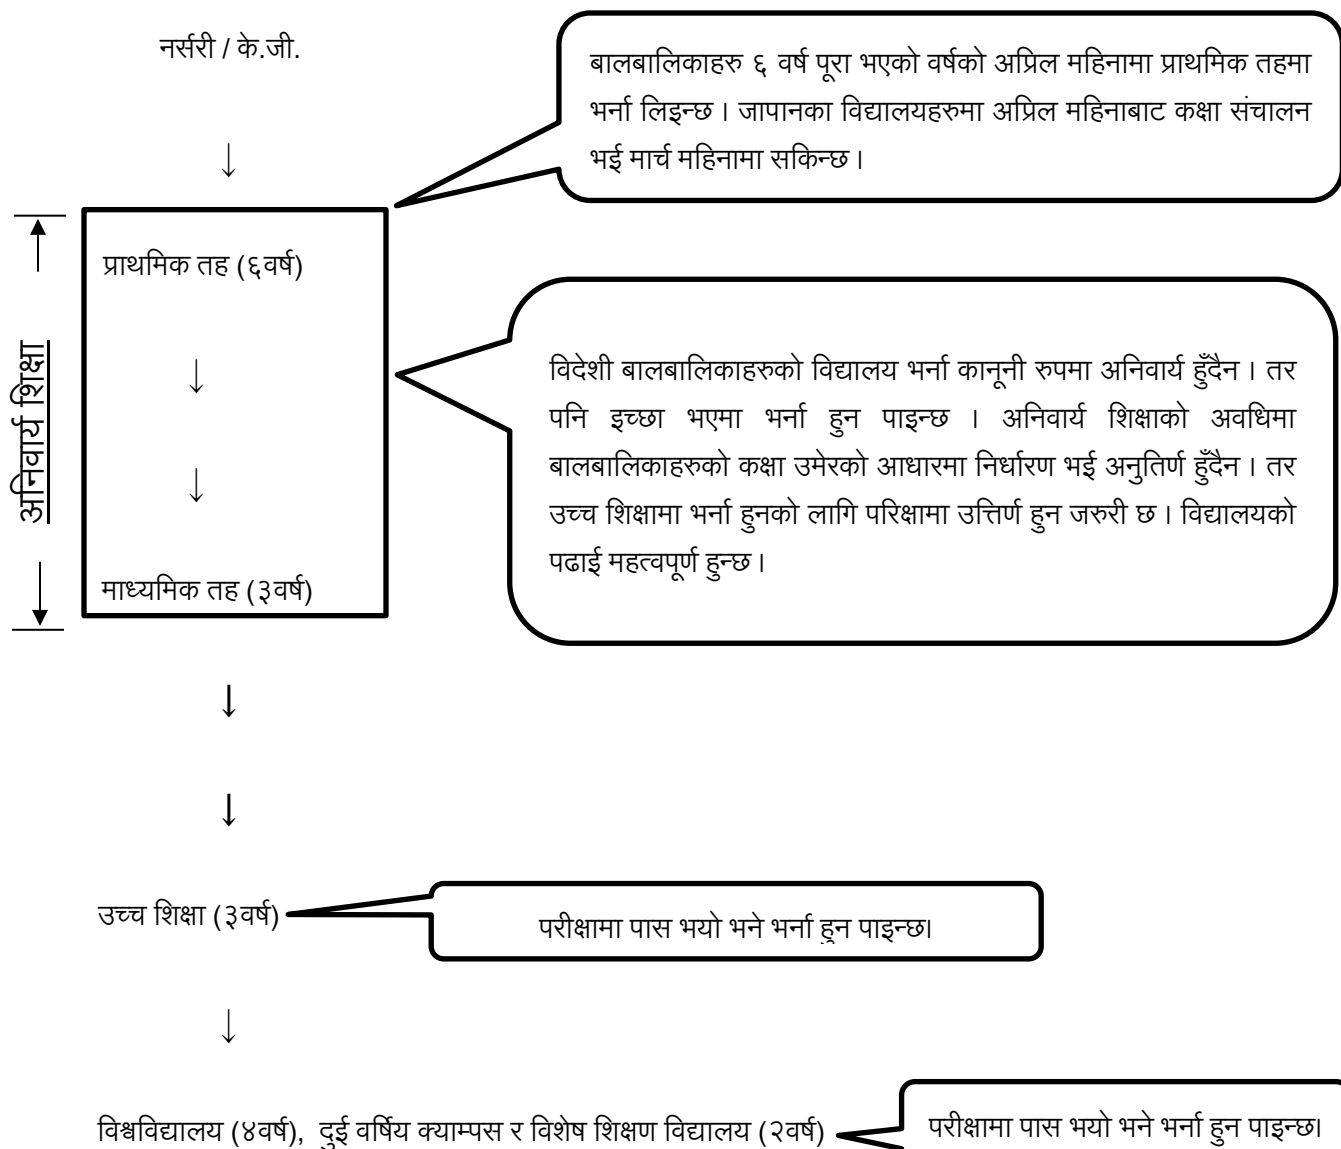 नर्सरी / के.जी.
बालबालिकाहरु ६ वर्ष पूरा भएको वर्षको अप्रिल महिनामा प्राथमिक तहमा
भर्ना लिइन्छ । जापानका विद्यालयहरुमा अप्रिल महिनाबाट कक्षा संचालन
भई मार्च महिनामा सकिन्छ ।
↓
अनिवार्य शिक्षा
प्राथमिक तह (६वर्ष)
↓
↓
माध्यमिक तह (३वर्ष)
विदेशी बालबालिकाहरुको विद्यालय भर्ना कानूनी रुपमा अनिवार्य हुँदैन । तर
पनि इच्छा भएमा भर्ना हुन पाइन्छ । अनिवार्य शिक्षाको अवधिमा
बालबालिकाहरुको कक्षा उमेरको आधारमा निर्धारण भई अनुतिर्ण हुँदैन । तर
उच्च शिक्षामा भर्ना हुनको लागि परिक्षामा उत्तिर्ण हुन जरुरी छ । विद्यालयको
पढाई महत्वपूर्ण हुन्छ ।
↓
↓
उच्च शिक्षा (३वर्ष)
परीक्षामा पास भयो भने भर्ना हुन पाइन्छ।
↓
विश्वविद्यालय (४वर्ष), दुई वर्षिय क्याम्पस र विशेष शिक्षण विद्यालय (२वर्ष)
परीक्षामा पास भयो भने भर्ना हुन पाइन्छ।